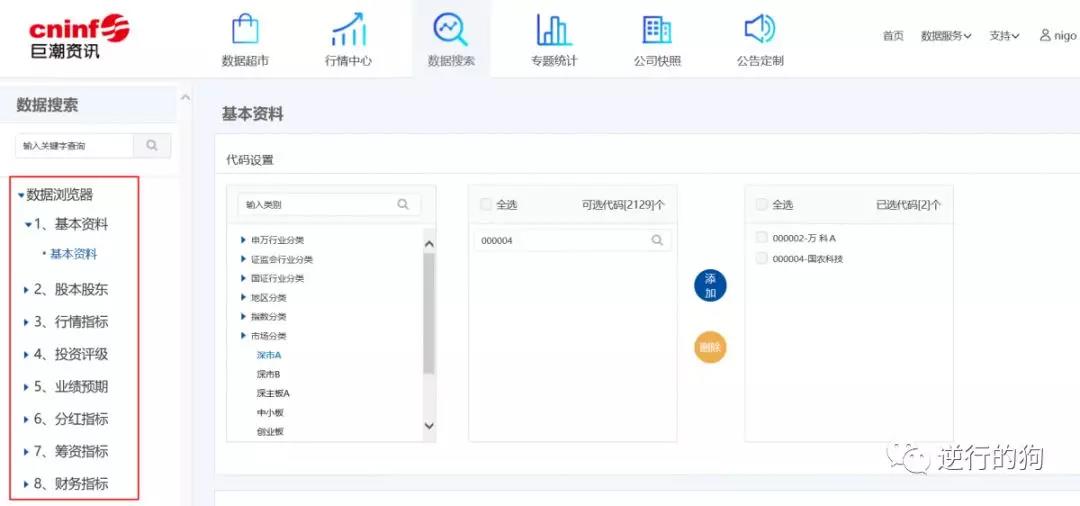 cninf
巨潮资讯
数据超市
行情中心
数据搜索
专题统计
公司快照
公告定制
首页
数据服务
支持
nigo
数据搜索
输入关键字查询
数据浏览器
1、基本资料
基本资料
2、股本股东
3、行情指标
4、投资评级
5、业绩预期
6、分红指标
7、筹资指标
8、财务指标
基本资料
代码设置
输入类别
申万行业分类
证监会行业分类
国证行业分类
地区分类
指数分类
市场分类
深市A
深市B
深主板A
中小板
创业板
全选 可选代码[2129]个
000004
添
加
删除
全选 已选代码[2]个
000002-万 科A
000004-国农科技
逆行的狗